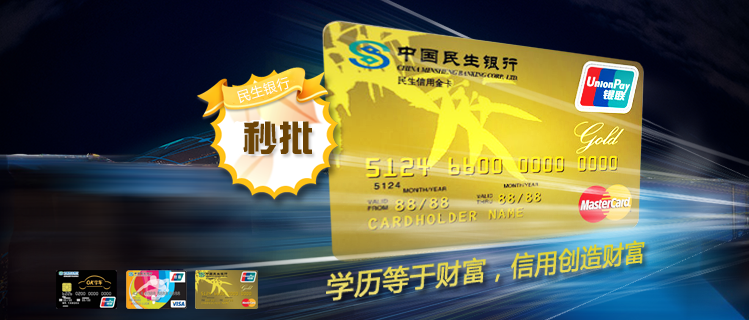 民生银行
秒批
中国民生银行
CHINA MINSHENG BANKING CORP., LTD.
民生信用金卡
UnionPay
银联
Gold
5124 6600 0000 0000
5124
MONTH/YEAR
MONTH/YEAR
VALID
FROM
88/88
VALID
THRU
88/88
CARDHOLDER NAME
MasterCard
学历等于财富，信用创造财富
VISA
Gold